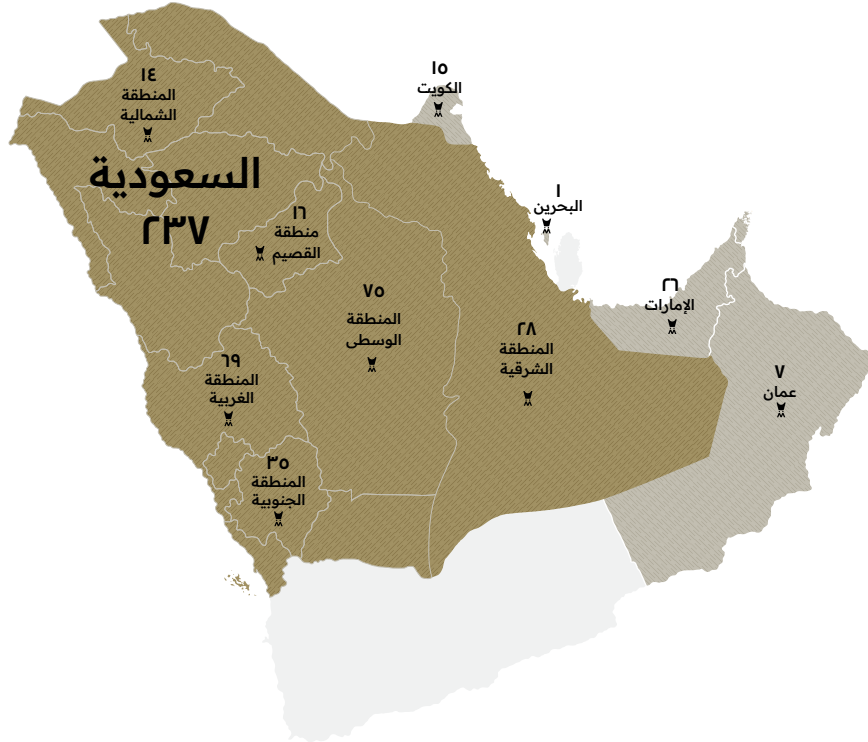 ١٥
الكويت
١٤
المنطقة
الشمالية
السعودية
٢٣٧
١
البحرين
١٦
منطقة
القصيم
٢٦
الإمارات
٧٥
المنطقة
الوسطى
٢٨
المنطقة
الشرقية
٦٩
المنطقة
الغربية
٧
عمان
٣٥
المنطقة
الجنوبية